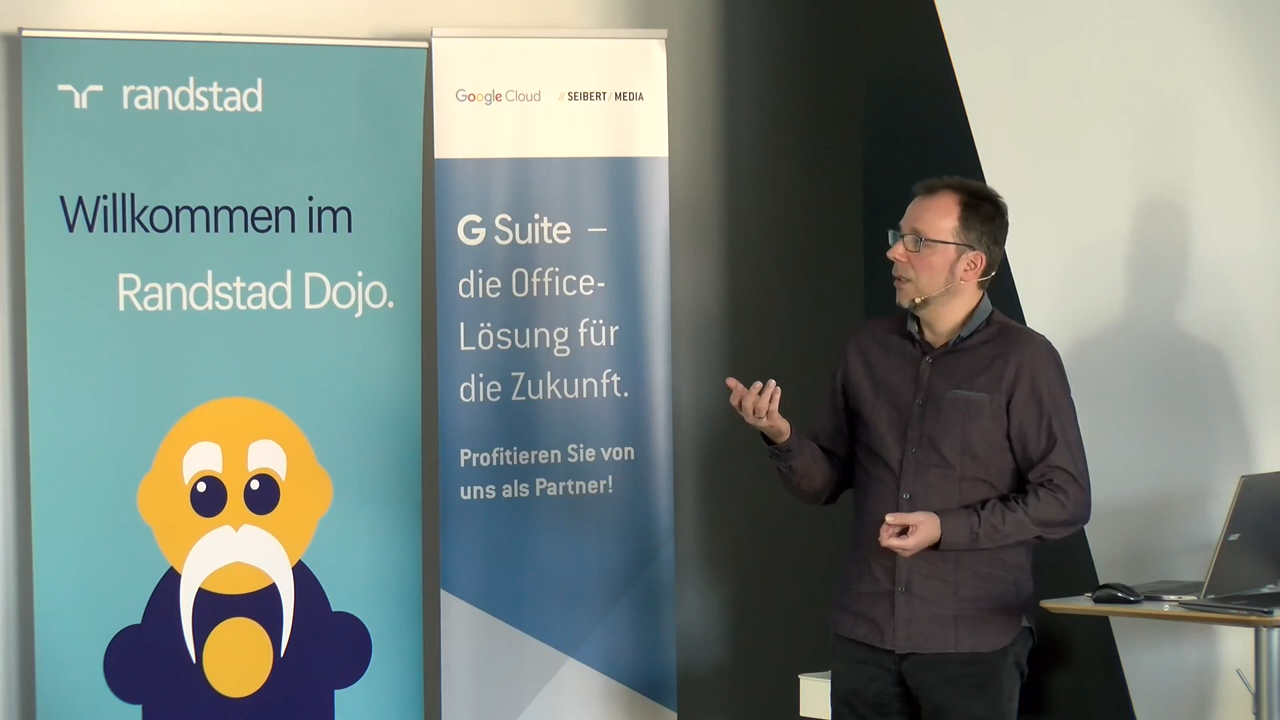 randstad
Willkommen im
Randstad Dojo.
Google Cloud
//SEIBERT/MEDIA
G Suite –
die Office-
Lösung für
die Zukunft.
Profitieren Sie von
uns als Partner!